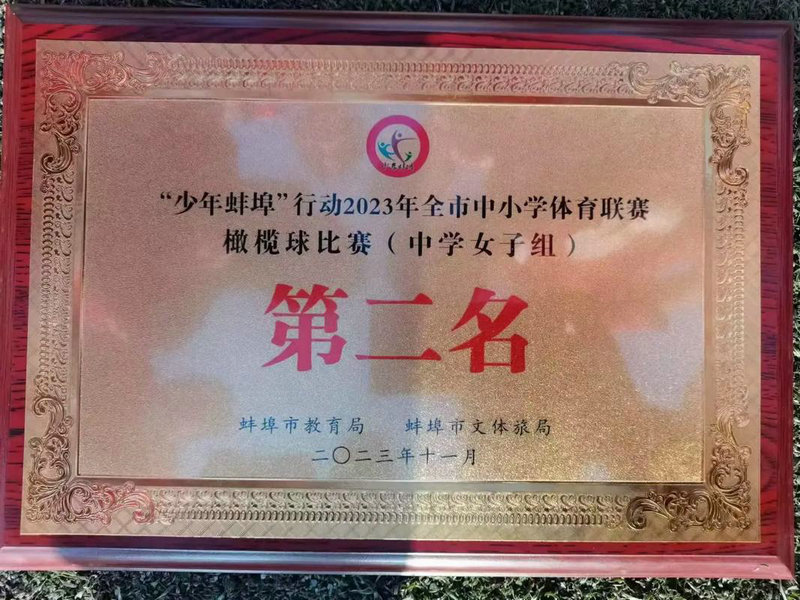 “少年蚌埠”行动2023年全市中小学体育联赛
橄榄球比赛（中学女子组）
第二名
蚌埠市教育局 蚌埠市文体旅局
二〇二三年十一月